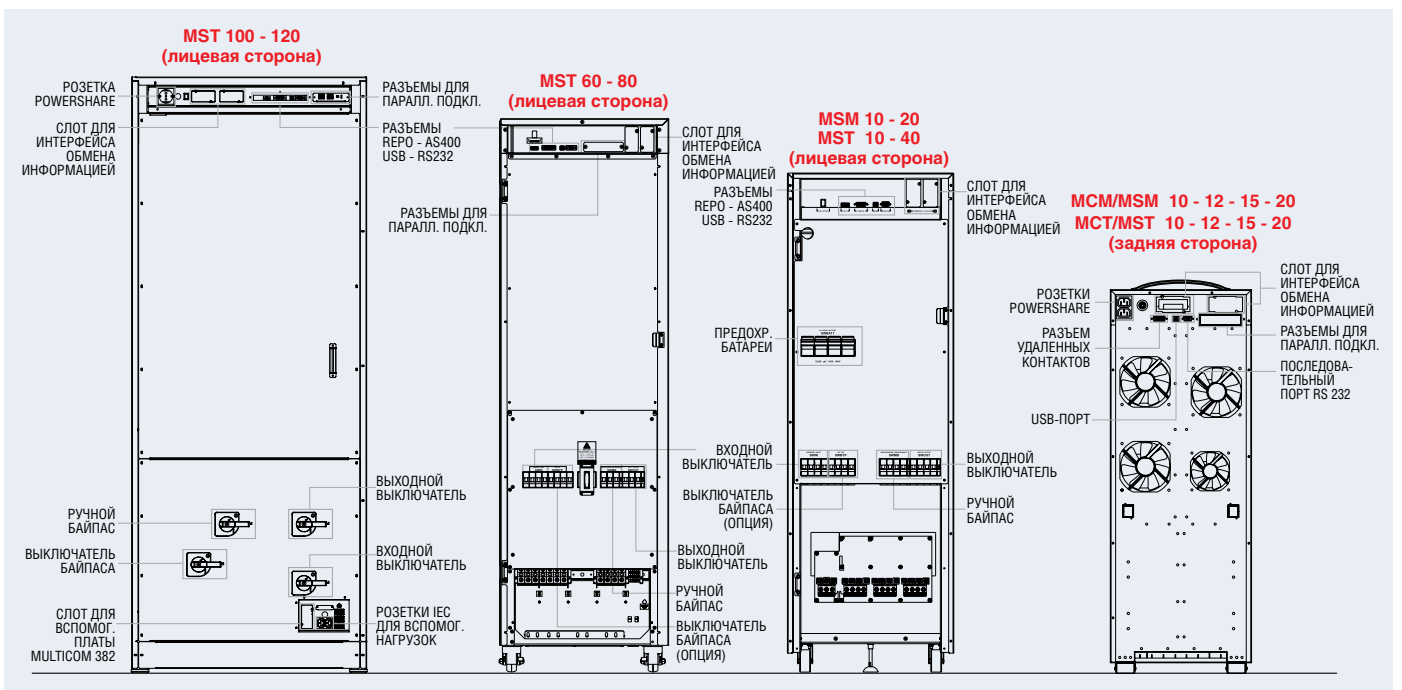 MST 100 - 120
(лицевая сторона)
РОЗЕТКА
POWERSHARE
СЛОТ ДЛЯ
ИНТЕРФЕЙСА
ОБМЕНА
ИНФОРМАЦИЕЙ
РАЗЪЕМЫ ДЛЯ
ПАРАЛЛ. ПОДКЛ.
РАЗЪЕМЫ
REPO - AS400
USB - RS232
РУЧНОЙ
БАЙПАС
ВЫКЛЮЧАТЕЛЬ
БАЙПАСА
СЛОТ ДЛЯ
ВСПОМОГ.
ПЛАТЫ
MULTICOM 382
ВЫХОДНОЙ
ВЫКЛЮЧАТЕЛЬ
ВХОДНОЙ
ВЫКЛЮЧАТЕЛЬ
РОЗЕТКИ IEC
ДЛЯ ВСПОМОГ.
НАГРУЗОК
MST 60 - 80
(лицевая сторона)
РАЗЪЕМЫ ДЛЯ
ПАРАЛЛ. ПОДКЛ.
СЛОТ ДЛЯ
ИНТЕРФЕЙСА
ОБМЕНА
ИНФОРМАЦИЕЙ
ВХОДНОЙ
ВЫКЛЮЧАТЕЛЬ
ВЫХОДНОЙ
ВЫКЛЮЧАТЕЛЬ
РУЧНОЙ
БАЙПАС
ВЫКЛЮЧАТЕЛЬ
БАЙПАСА
(ОПЦИЯ)
MSM 10 - 20
MST 10 - 40
(лицевая сторона)
РАЗЪЕМЫ
REPO - AS400
USB - RS232
СЛОТ ДЛЯ
ИНТЕРФЕЙСА
ОБМЕНА
ИНФОРМАЦИЕЙ
ПРЕДОХР.
БАТАРЕИ
ВЫКЛЮЧАТЕЛЬ
БАЙПАСА
(ОПЦИЯ)
ВЫХОДНОЙ
ВЫКЛЮЧАТЕЛЬ
РУЧНОЙ
БАЙПАС
MCM/MSM 10 - 12 - 15 - 20
MCT/MST 10 - 12 - 15 - 20
(задняя сторона)
РОЗЕТКИ
POWERSHARE
РАЗЪЕМ
УДАЛЕННЫХ
КОНТАКТОВ
USB-ПОРТ
СЛОТ ДЛЯ
ИНТЕРФЕЙСА
ОБМЕНА
ИНФОРМАЦИЕЙ
РАЗЪЕМЫ ДЛЯ
ПАРАЛЛ. ПОДКЛ.
ПОСЛЕДОВА-
ТЕЛЬНЫЙ
ПОРТ RS 232